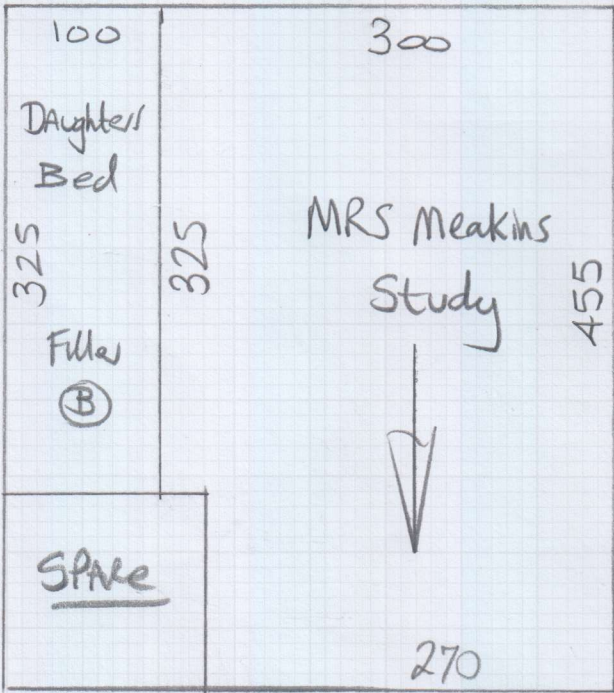 100
300
DAughters
Bed
325
325
MRS Meakins
Study
455
Filler
B
SPARe
270